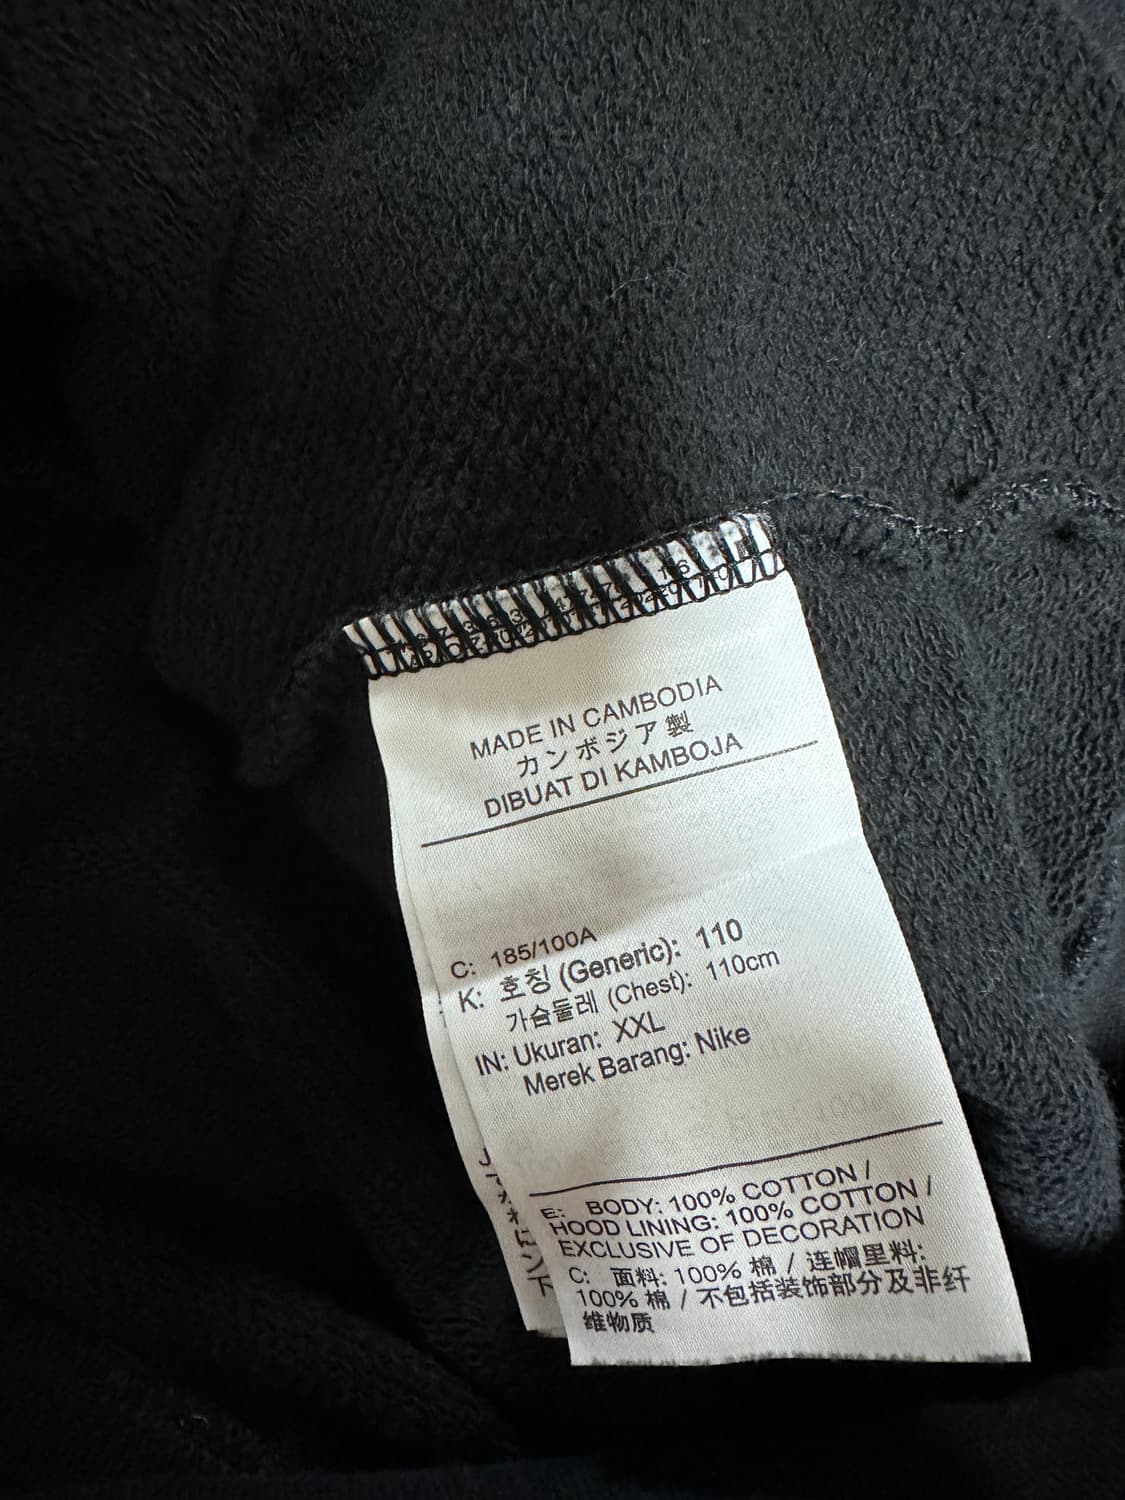 MADE IN CAMBODIA
カンボジア製
DIBUAT DI KAMBOJA
C: 185/100A
K: 호칭 (Generic): 110
가슴둘레 (Chest): 110cm
IN: Ukuran: XXL
Merek Barang: Nike
E: BODY: 100% COTTON /
HOOD LINING: 100% COTTON /
EXCLUSIVE OF DECORATION
C: 面料: 100% 棉 / 连帽里料:
100% 棉 / 不包括装饰部分及非纤
维物质